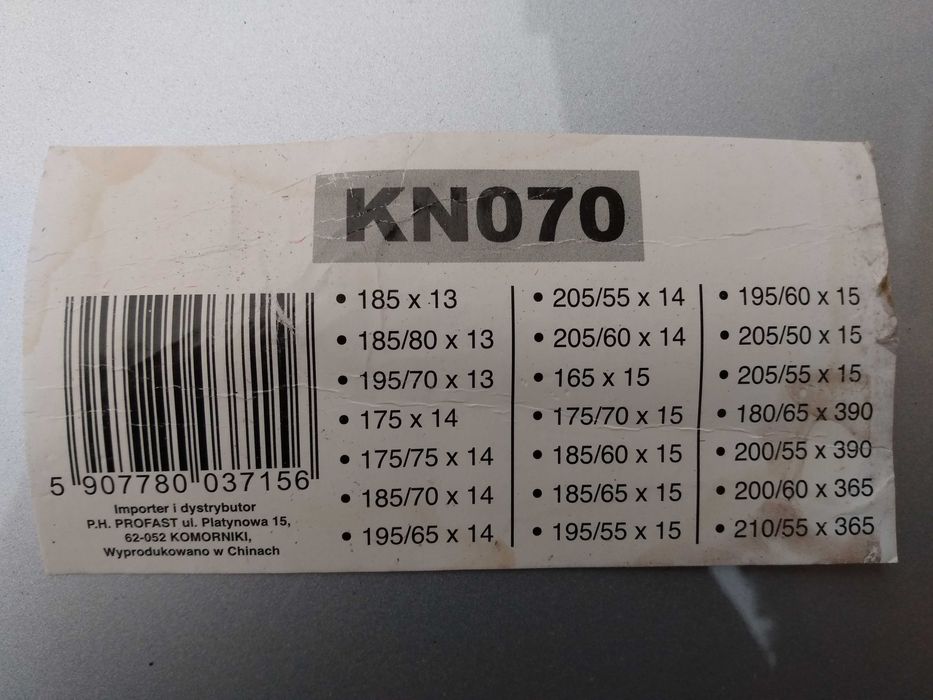 KN070
• 185 x 13
• 185/80 x 13
• 195/70 x 13
• 175 x 14
• 175/75 x 14
• 185/70 x 14
• 195/65 x 14
• 205/55 x 14
• 205/60 x 14
• 165 x 15
• 175/70 x 15
• 185/60 x 15
• 185/65 x 15
• 195/55 x 15
• 195/60 x 15
• 205/50 x 15
• 205/55 x 15
• 180/65 x 390
• 200/55 x 390
• 200/60 x 365
• 210/55 x 365
5 907780 037156
Importer i dystrybutor
P.H. PROFAST ul. Platynowa 15,
62-052 KOMORNIKI,
Wyprodukowano w Chinach